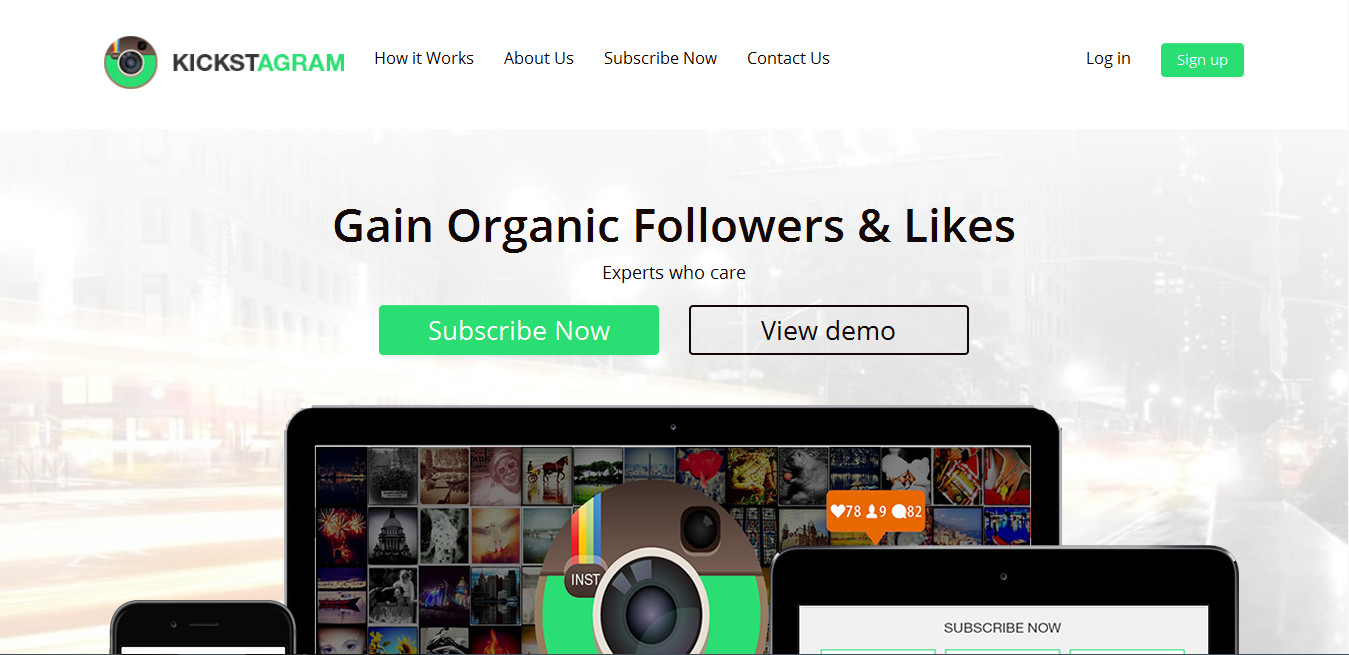 KICKSTAGRAM
How it Works
About Us
Subscribe Now
Contact Us
Log in
Sign up
Gain Organic Followers & Likes
Experts who care
Subscribe Now
View demo
78 9 82
INST
SUBSCRIBE NOW